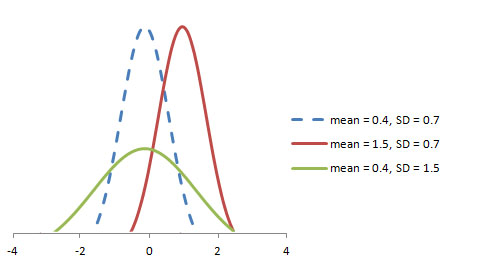 mean = 0.4, SD = 0.7
mean = 1.5, SD = 0.7
mean = 0.4, SD = 1.5
-4 -2 0 2 4